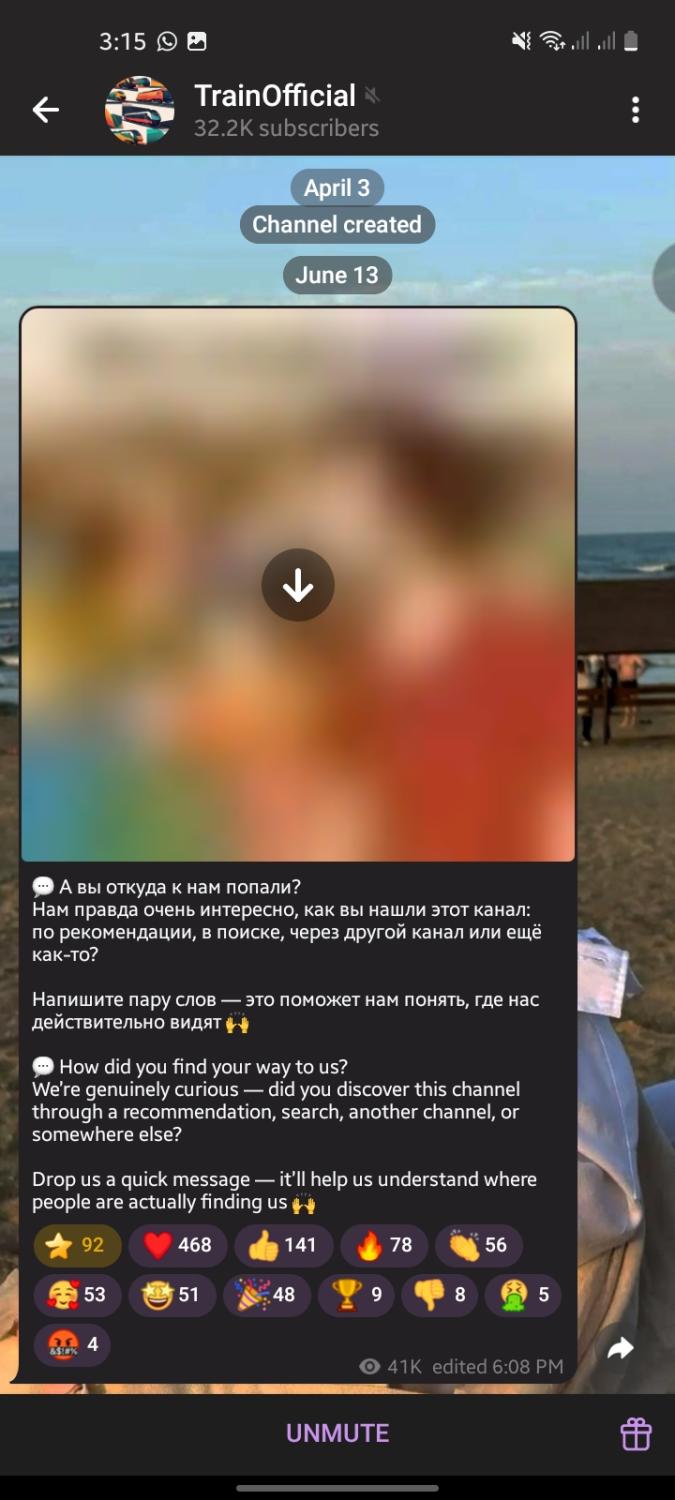 3:15
TrainOfficial
32.2K subscribers
April 3
Channel created
June 13
А вы откуда к нам попали?
Нам правда очень интересно, как вы нашли этот канал:
по рекомендации, в поиске, через другой канал или ещё
как-то?
Напишите пару слов — это поможет нам понять, где нас
действительно видят 🙌
How did you find your way to us?
We're genuinely curious — did you discover this channel
through a recommendation, search, another channel, or
somewhere else?
Drop us a quick message — it'll help us understand where
people are actually finding us 🙌
92 468 141 78 56
53 51 48 9 8 5
&$!#% 4
41K edited 6:08 PM
UNMUTE